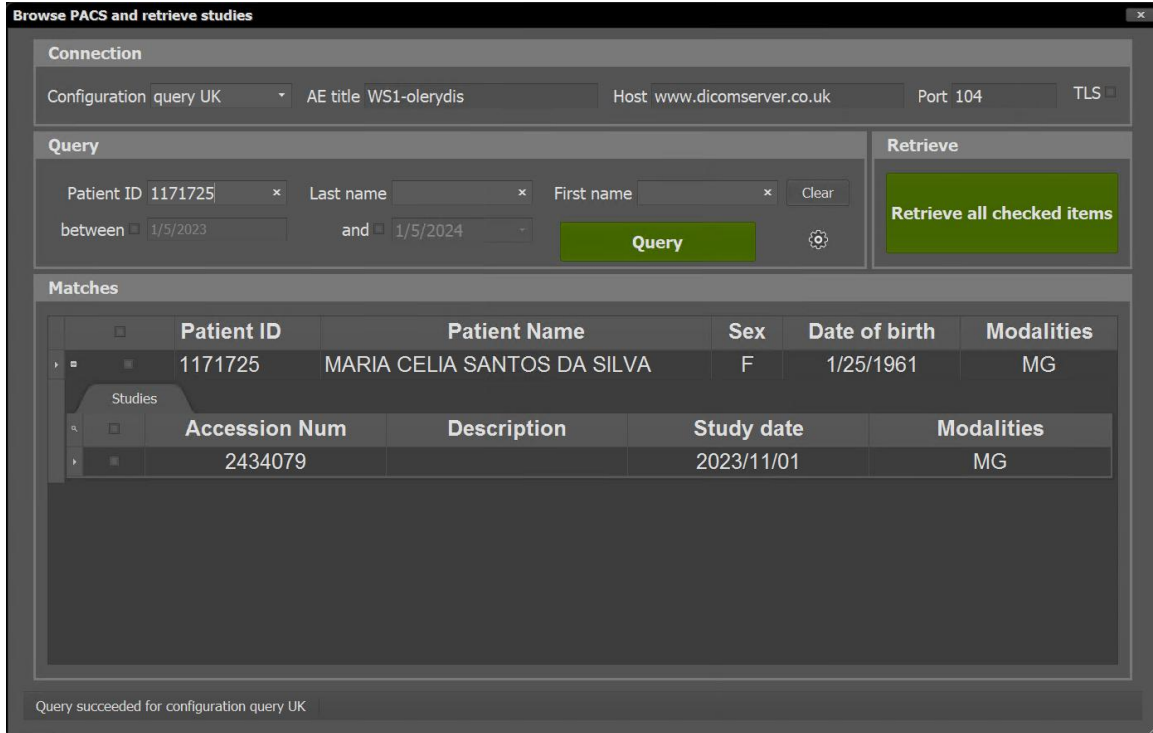 Browse PACS and retrieve studies
Connection
Configuration query UK AE title WS1-olerydis Host www.dicomserver.co.uk Port 104 TLS
Query
Retrieve
Patient ID 1171725 Last name First name Clear
between 1/5/2023 and 1/5/2024 Query
Retrieve all checked items
Matches
Patient ID Patient Name Sex Date of birth Modalities
1171725 MARIA CELIA SANTOS DA SILVA F 1/25/1961 MG
Studies
Accession Num Description Study date Modalities
2434079 2023/11/01 MG
Query succeeded for configuration query UK